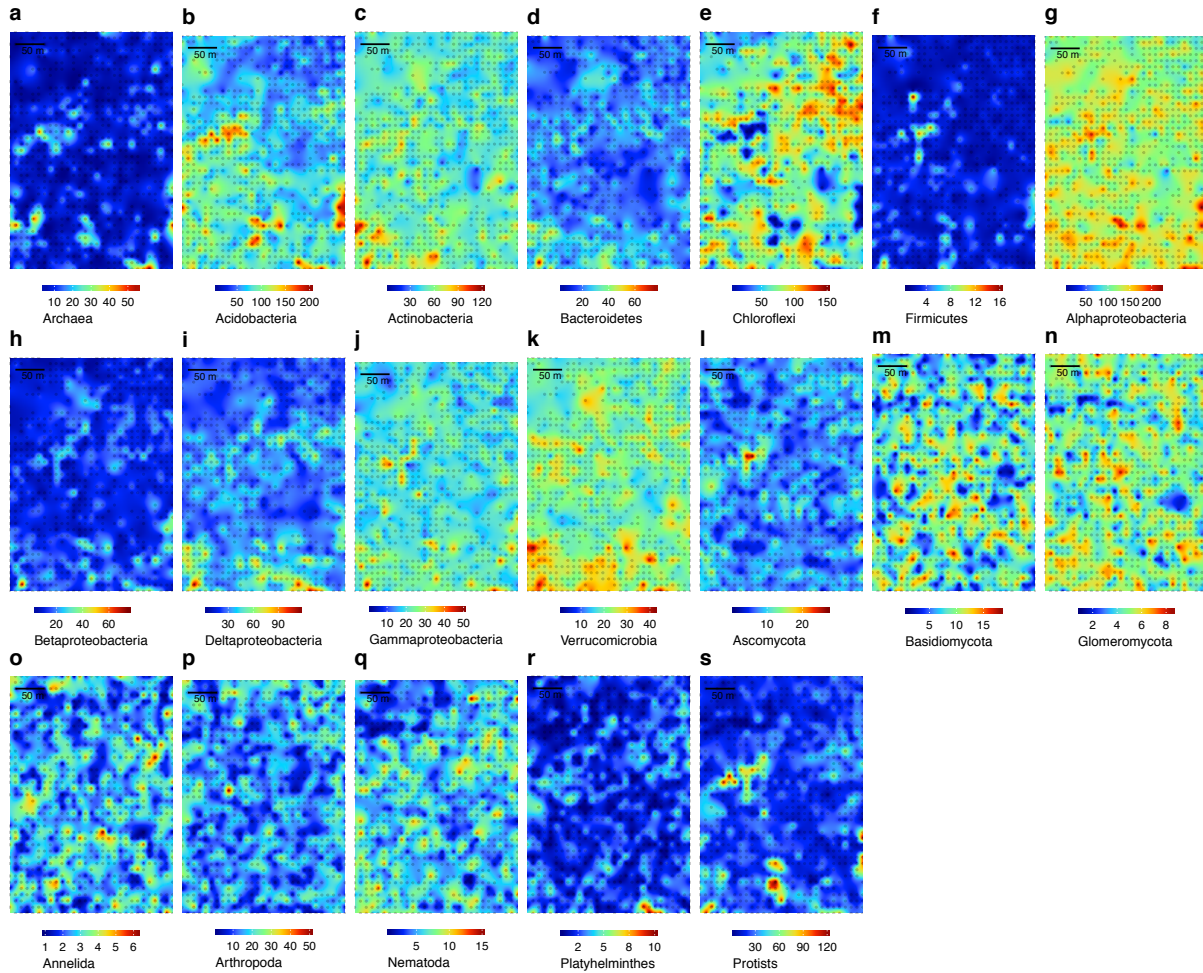 a b c d e f g
50 m 50 m 50 m 50 m 50 m 50 m 50 m
10 20 30 40 50 50 100 150 200 30 60 90 120 20 40 60 50 100 150 4 8 12 16 50 100 150 200
Archaea Acidobacteria Actinobacteria Bacteroidetes Chloroflexi Firmicutes Alphaproteobacteria
h i j k l m n
50 m 50 m 50 m 50 m 50 m 50 m 50 m
20 40 60 30 60 90 10 20 30 40 50 10 20 30 40 10 20 5 10 15 2 4 6 8
Betaproteobacteria Deltaproteobacteria Gammaproteobacteria Verrucomicrobia Ascomycota Basidiomycota Glomeromycota
o p q r s
50 m 50 m 50 m 50 m 50 m
1 2 3 4 5 6 10 20 30 40 50 5 10 15 2 4 6 8 10 30 60 90 120
Annelida Arthropoda Nematoda Platyhelminthes Protists